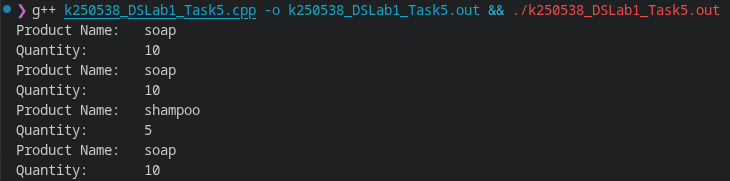 ❯ g++ k250538_DSLab1_Task5.cpp -o k250538_DSLab1_Task5.out && ./k250538_DSLab1_Task5.out
Product Name:   soap
Quantity:       10
Product Name:   soap
Quantity:       10
Product Name:   shampoo
Quantity:       5
Product Name:   soap
Quantity:       10